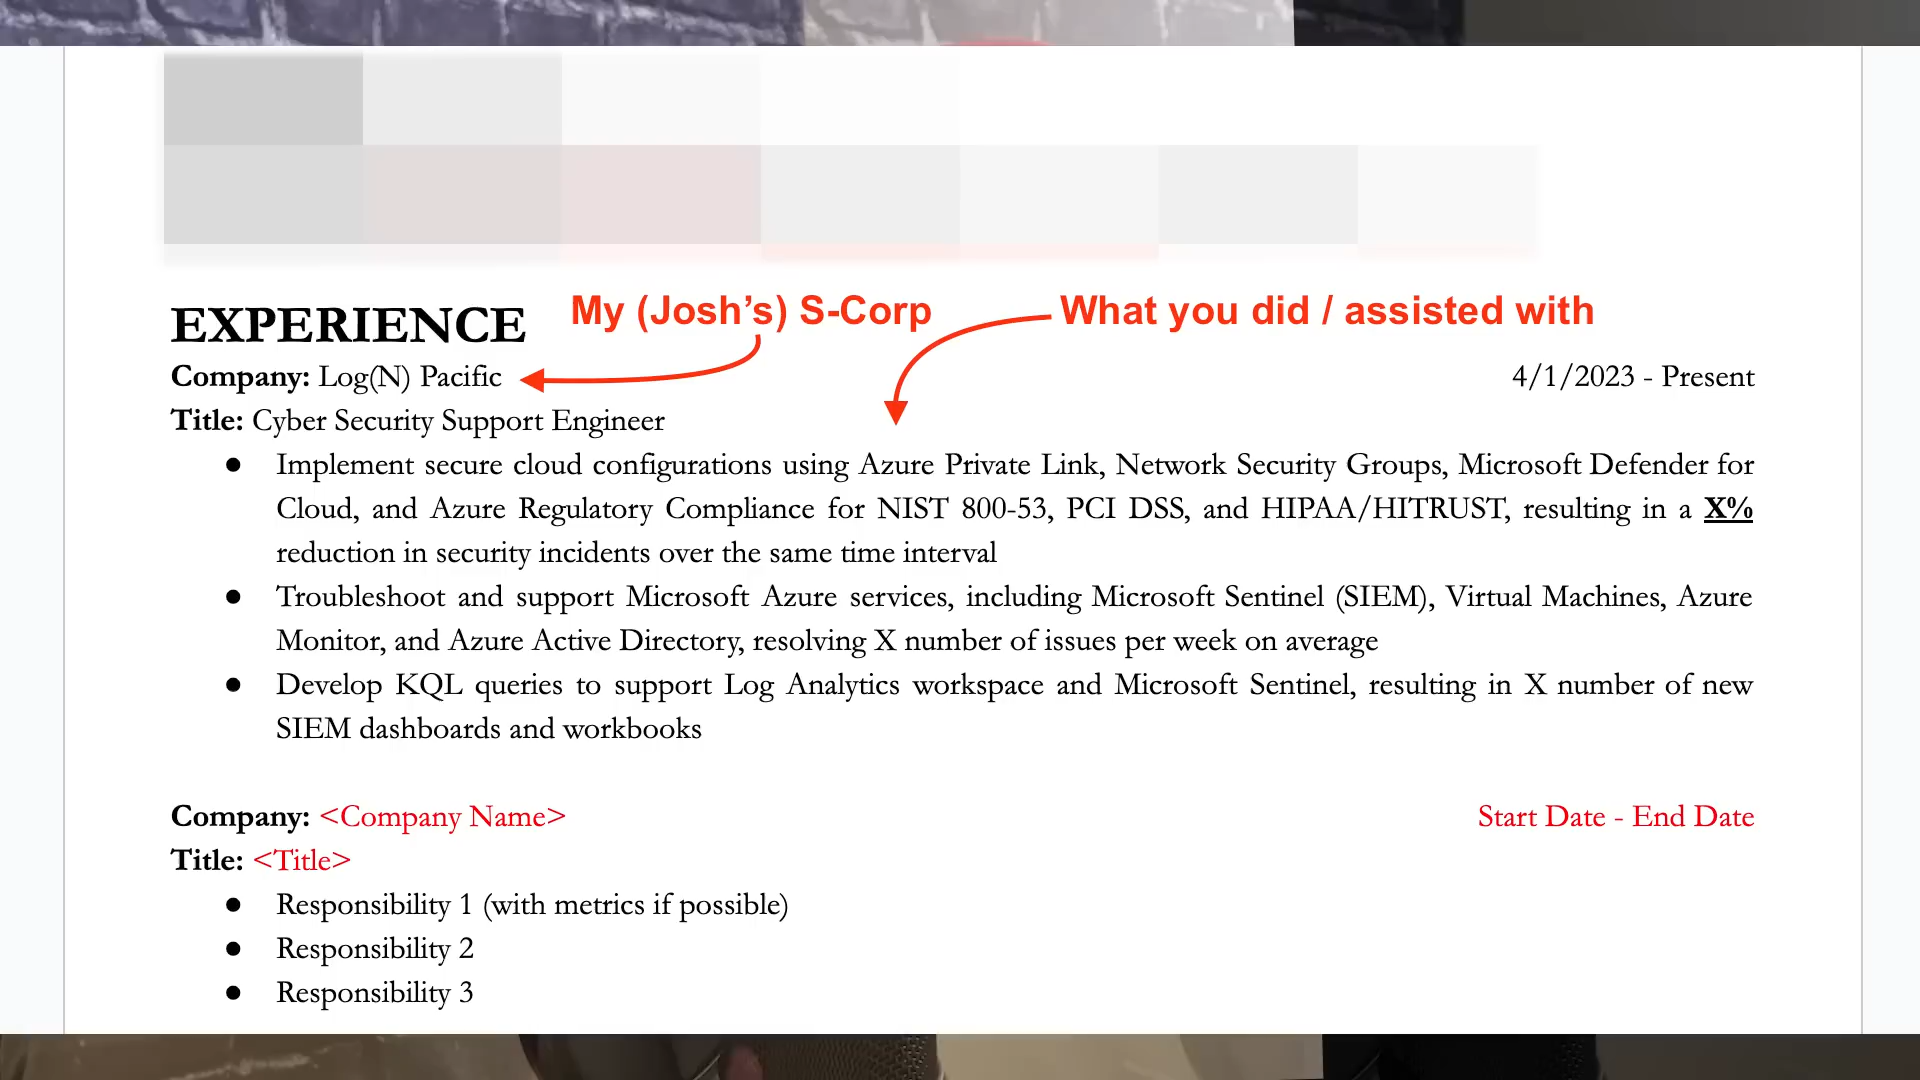 EXPERIENCE
My (Josh’s) S-Corp
What you did / assisted with
Company: Log(N) Pacific
4/1/2023 - Present
Title: Cyber Security Support Engineer
● Implement secure cloud configurations using Azure Private Link, Network Security Groups, Microsoft Defender for
Cloud, and Azure Regulatory Compliance for NIST 800-53, PCI DSS, and HIPAA/HITRUST, resulting in a X%
reduction in security incidents over the same time interval
● Troubleshoot and support Microsoft Azure services, including Microsoft Sentinel (SIEM), Virtual Machines, Azure
Monitor, and Azure Active Directory, resolving X number of issues per week on average
● Develop KQL queries to support Log Analytics workspace and Microsoft Sentinel, resulting in X number of new
SIEM dashboards and workbooks
Company: <Company Name>
Start Date - End Date
Title: <Title>
● Responsibility 1 (with metrics if possible)
● Responsibility 2
● Responsibility 3